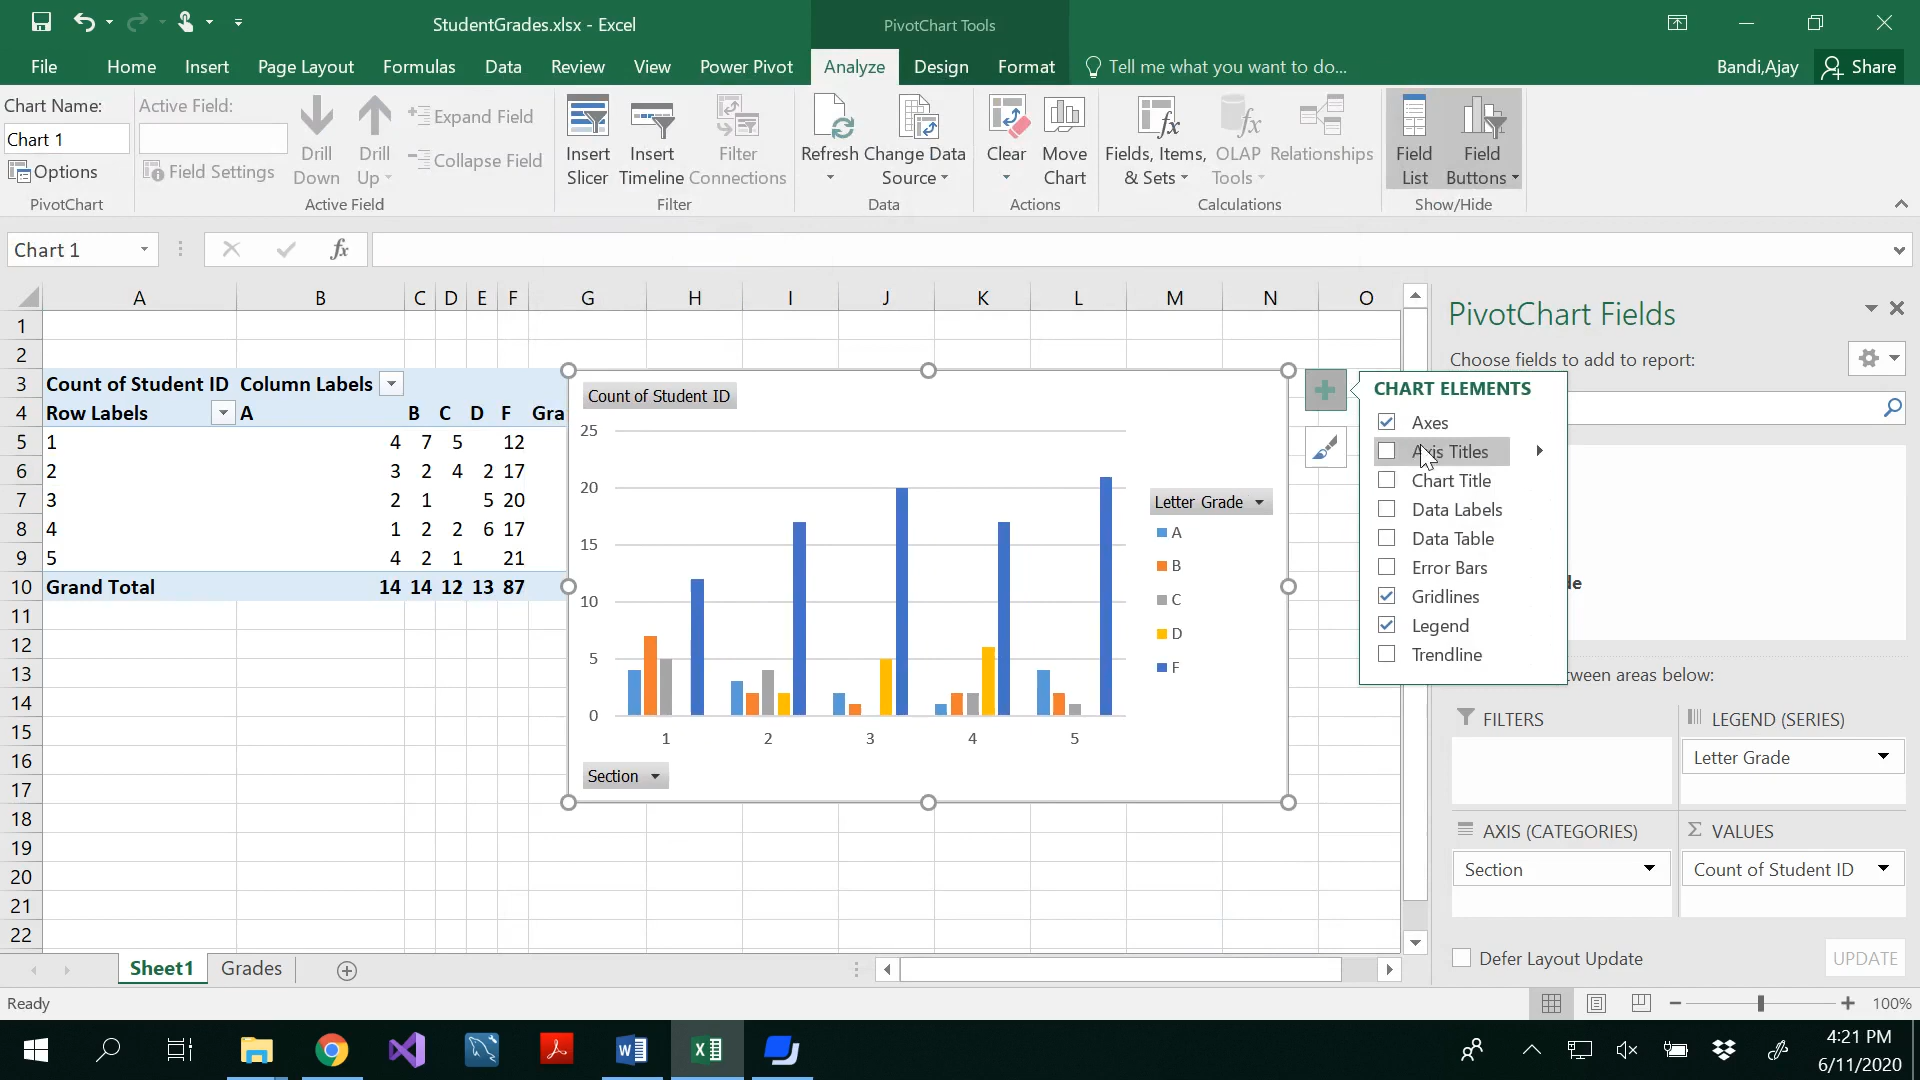 StudentGrades.xlsx - Excel
PivotChart Tools
File
Home
Insert
Page Layout
Formulas
Data
Review
View
Power Pivot
Analyze
Design
Format
Tell me what you want to do...
Bandi,Ajay
Share
Chart Name:
Chart 1
Options
PivotChart
Active Field:
Field Settings
Drill
Down
Drill
Up
Expand Field
Collapse Field
Active Field
Insert
Slicer
Insert
Timeline
Filter
Connections
Filter
Refresh
Change Data
Source
Data
Clear
Move
Chart
Actions
Fields, Items,
& Sets
OLAP
Tools
Relationships
Calculations
Field
List
Field
Buttons
Show/Hide
Chart 1
fx
A B C D E F G H I J K L M N O
1
2
3 Count of Student ID Column Labels
4 Row Labels A B C D F Gra
5 1 4 7 5 12
6 2 3 2 4 2 17
7 3 2 1 5 20
8 4 1 2 2 6 17
9 5 4 2 1 21
10 Grand Total 14 14 12 13 87
11
12
13
14
15
16
17
18
19
20
21
22
Count of Student ID
25
20
15
10
5
0
1 2 3 4 5
Section
Letter Grade
A
B
C
D
F
CHART ELEMENTS
Axes
Axis Titles
Chart Title
Data Labels
Data Table
Error Bars
Gridlines
Legend
Trendline
PivotChart Fields
Choose fields to add to report:
de
tween areas below:
FILTERS
LEGEND (SERIES)
Letter Grade
AXIS (CATEGORIES)
Section
Σ VALUES
Count of Student ID
Defer Layout Update
UPDATE
Sheet1
Grades
Ready
100%
4:21 PM
6/11/2020